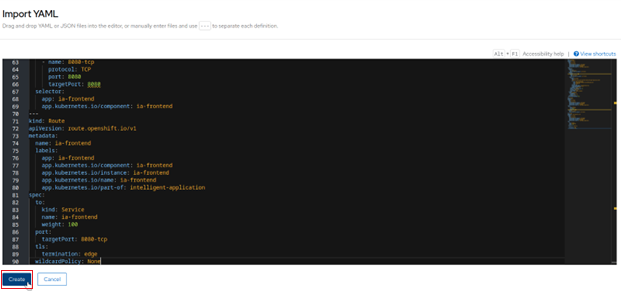 Import YAML
Drag and drop YAML or JSON files into the editor, or manually enter files and use --- to separate each definition.
Alt + F1 Accessibility help | View shortcuts
63 - name: 8080-tcp
64 protocol: TCP
65 port: 8080
66 targetPort: 8080
67 selector:
68 app: ia-frontend
69 app.kubernetes.io/component: ia-frontend
70 ---
71 kind: Route
72 apiVersion: route.openshift.io/v1
73 metadata:
74 name: ia-frontend
75 labels:
76 app: ia-frontend
77 app.kubernetes.io/component: ia-frontend
78 app.kubernetes.io/instance: ia-frontend
79 app.kubernetes.io/name: ia-frontend
80 app.kubernetes.io/part-of: intelligent-application
81 spec:
82 to:
83 kind: Service
84 name: ia-frontend
85 weight: 100
86 port:
87 targetPort: 8080-tcp
88 tls:
89 termination: edge
90 wildcardPolicy: None
Create Cancel